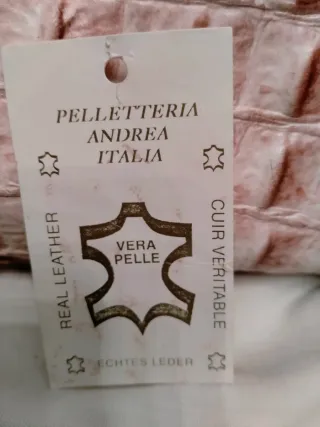 PELLETTERIA
ANDREA
ITALIA
REAL LEATHER
VERA
PELLE
CUIR VERITABLE
ECHTES LEDER